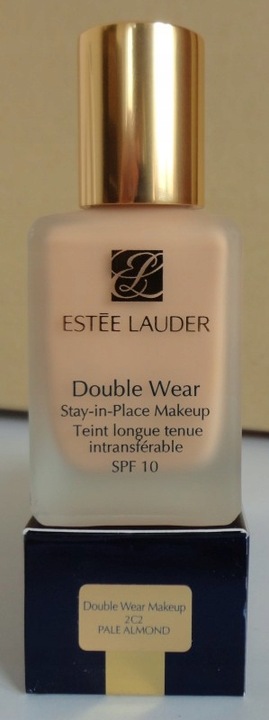 ESTĒE LAUDER
Double Wear
Stay-in-Place Makeup
Teint longue tenue
intransférable
SPF 10
Double Wear Makeup
2C2
PALE ALMOND